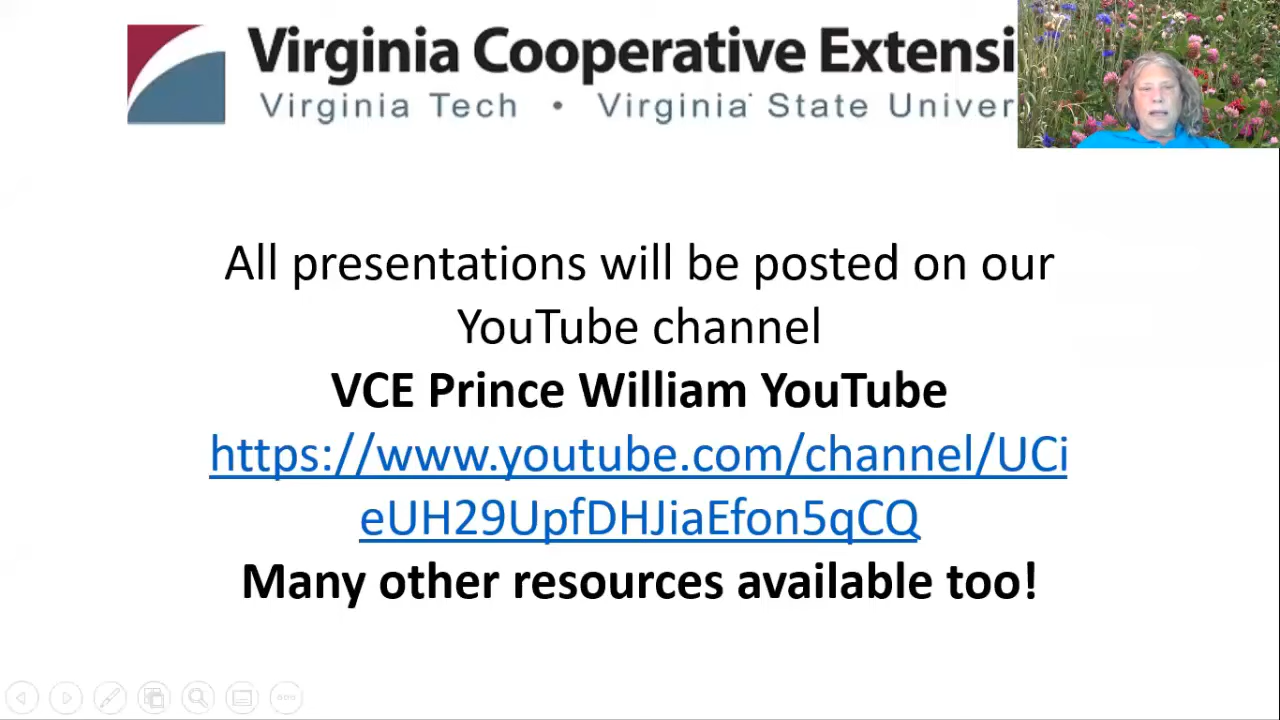 Virginia Cooperative Extensi
Virginia Tech • Virginia State Univer
All presentations will be posted on our
YouTube channel
VCE Prince William YouTube
https://www.youtube.com/channel/UCi
eUH29UpfDHJiaEfon5qCQ
Many other resources available too!